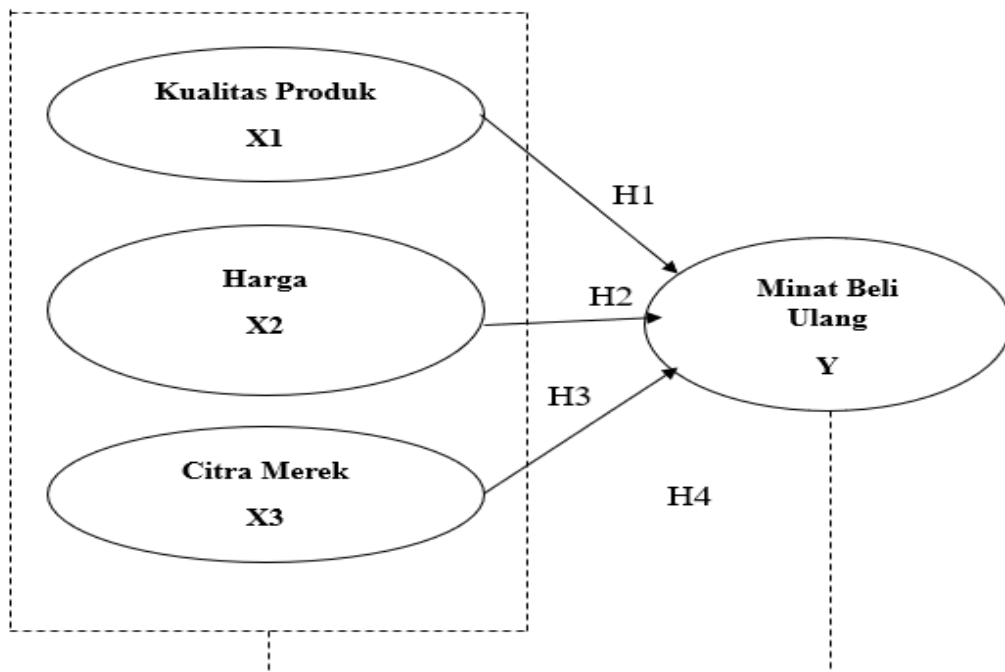 Kualitas Produk
X1
H1
Harga
X2
H2
Minat Beli
Ulang
Y
H3
Citra Merek
X3
H4